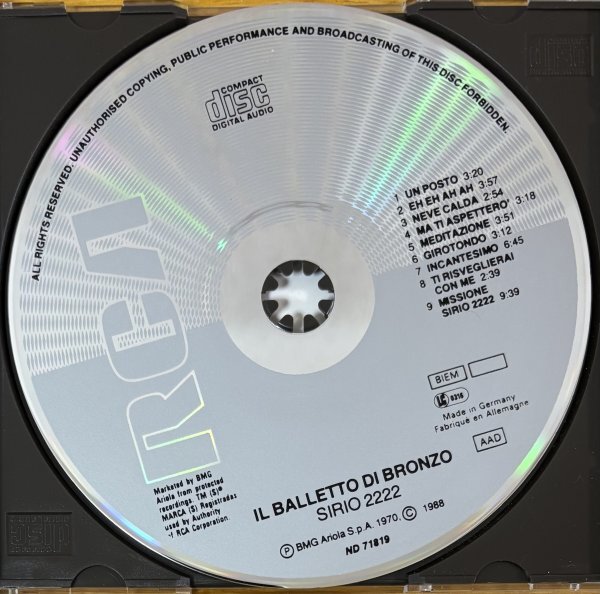 ALL RIGHTS RESERVED. UNAUTHORISED COPYING, PUBLIC PERFORMANCE AND BROADCASTING OF THIS DISC FORBIDDEN.
COMPACT
disc
DIGITAL AUDIO
RCA
1 UN POSTO 3:20
2 EH EH AH AH 3:57
3 NEVE CALDA 2:54
4 MA TI ASPETTERO' 3:18
5 MEDITAZIONE 3:51
6 GIROTONDO 3:12
7 INCANTESIMO 6:45
8 TI RISVEGLIERAI
CON ME 2:39
9 MISSIONE
SIRIO 2222 9:39
BIEM
LC 0316
Made in Germany
Fabriqué en Allemagne
AAD
Marketed by BMG
Ariola from protected
recordings. TM (S)®
MARCA (S) Registradas
used by Authority
of RCA Corporation.
IL BALLETTO DI BRONZO
SIRIO 2222
Ⓟ BMG Ariola S.p.A. 1970, © 1988
ND 71819